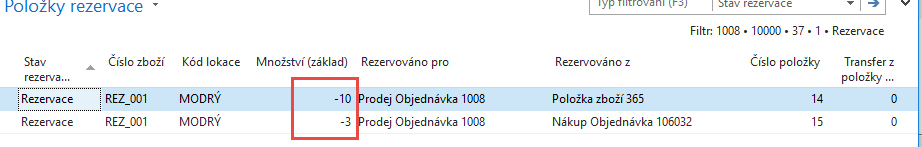 Položky rezervace
Typ filtrování (F3) Stav rezervace
Filtr: 1008 • 10000 • 37 • 1 • Rezervace
Stav rezerva... Číslo zboží Kód lokace Množství (základ) Rezervováno pro Rezervováno z Číslo položky Transfer z položky ...
Rezervace REZ_001 MODRÝ -10 Prodej Objednávka 1008 Položka zboží 365 14 0
Rezervace REZ_001 MODRÝ -3 Prodej Objednávka 1008 Nákup Objednávka 106032 15 0